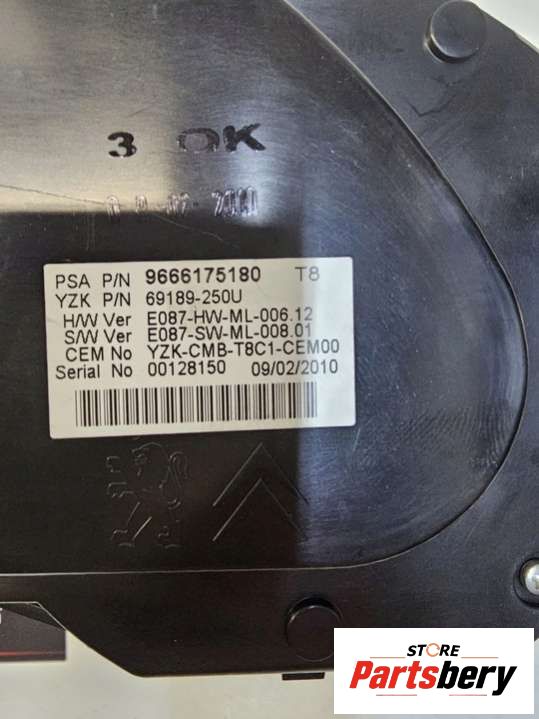 3 OK
PSA P/N 9666175180 T8
YZK P/N 69189-250U
H/W Ver E087-HW-ML-006.12
S/W Ver E087-SW-ML-008.01
CEM No YZK-CMB-T8C1-CEM00
Serial No 00128150 09/02/2010
STORE
Partsbery